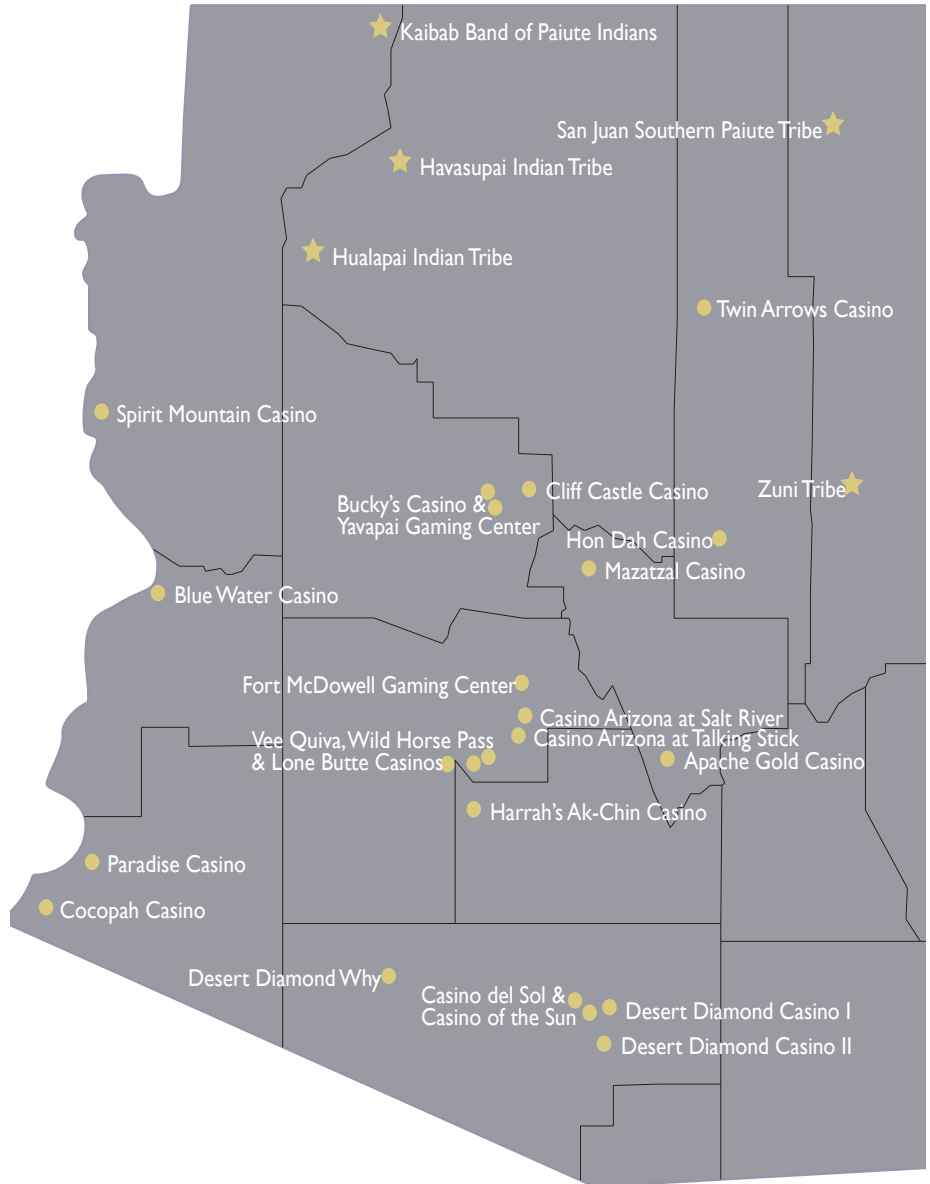 Kaibab Band of Paiute Indians
San Juan Southern Paiute Tribe
Havasupai Indian Tribe
Hualapai Indian Tribe
Twin Arrows Casino
Spirit Mountain Casino
Bucky's Casino &
Yavapai Gaming Center
Cliff Castle Casino
Zuni Tribe
Hon Dah Casino
Mazatzal Casino
Blue Water Casino
Fort McDowell Gaming Center
Casino Arizona at Salt River
Casino Arizona at Talking Stick
Vee Quiva, Wild Horse Pass
& Lone Butte Casinos
Apache Gold Casino
Harrah's Ak-Chin Casino
Paradise Casino
Cocopah Casino
Desert Diamond Why
Casino del Sol &
Casino of the Sun
Desert Diamond Casino I
Desert Diamond Casino II